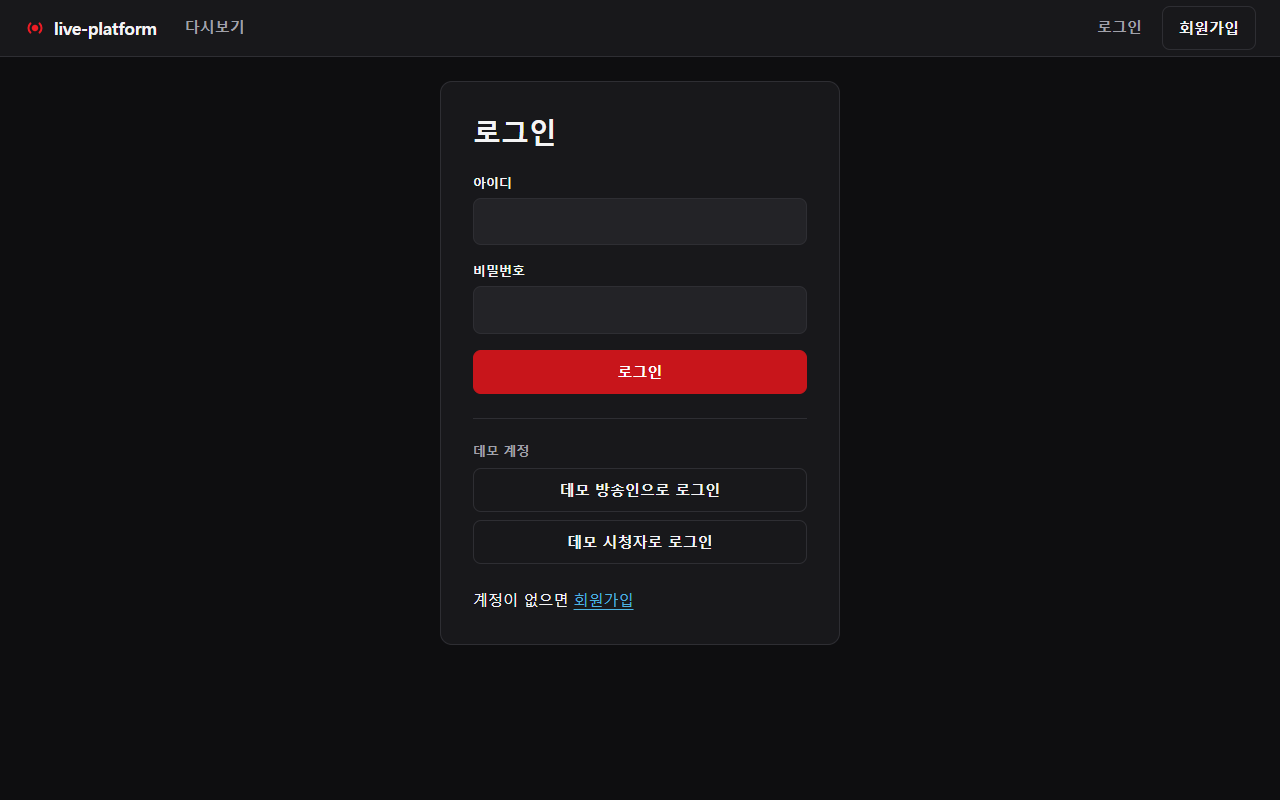 live-platform 다시보기 로그인 회원가입
로그인
아이디
비밀번호
로그인
데모 계정
데모 방송인으로 로그인
데모 시청자로 로그인
계정이 없으면 회원가입